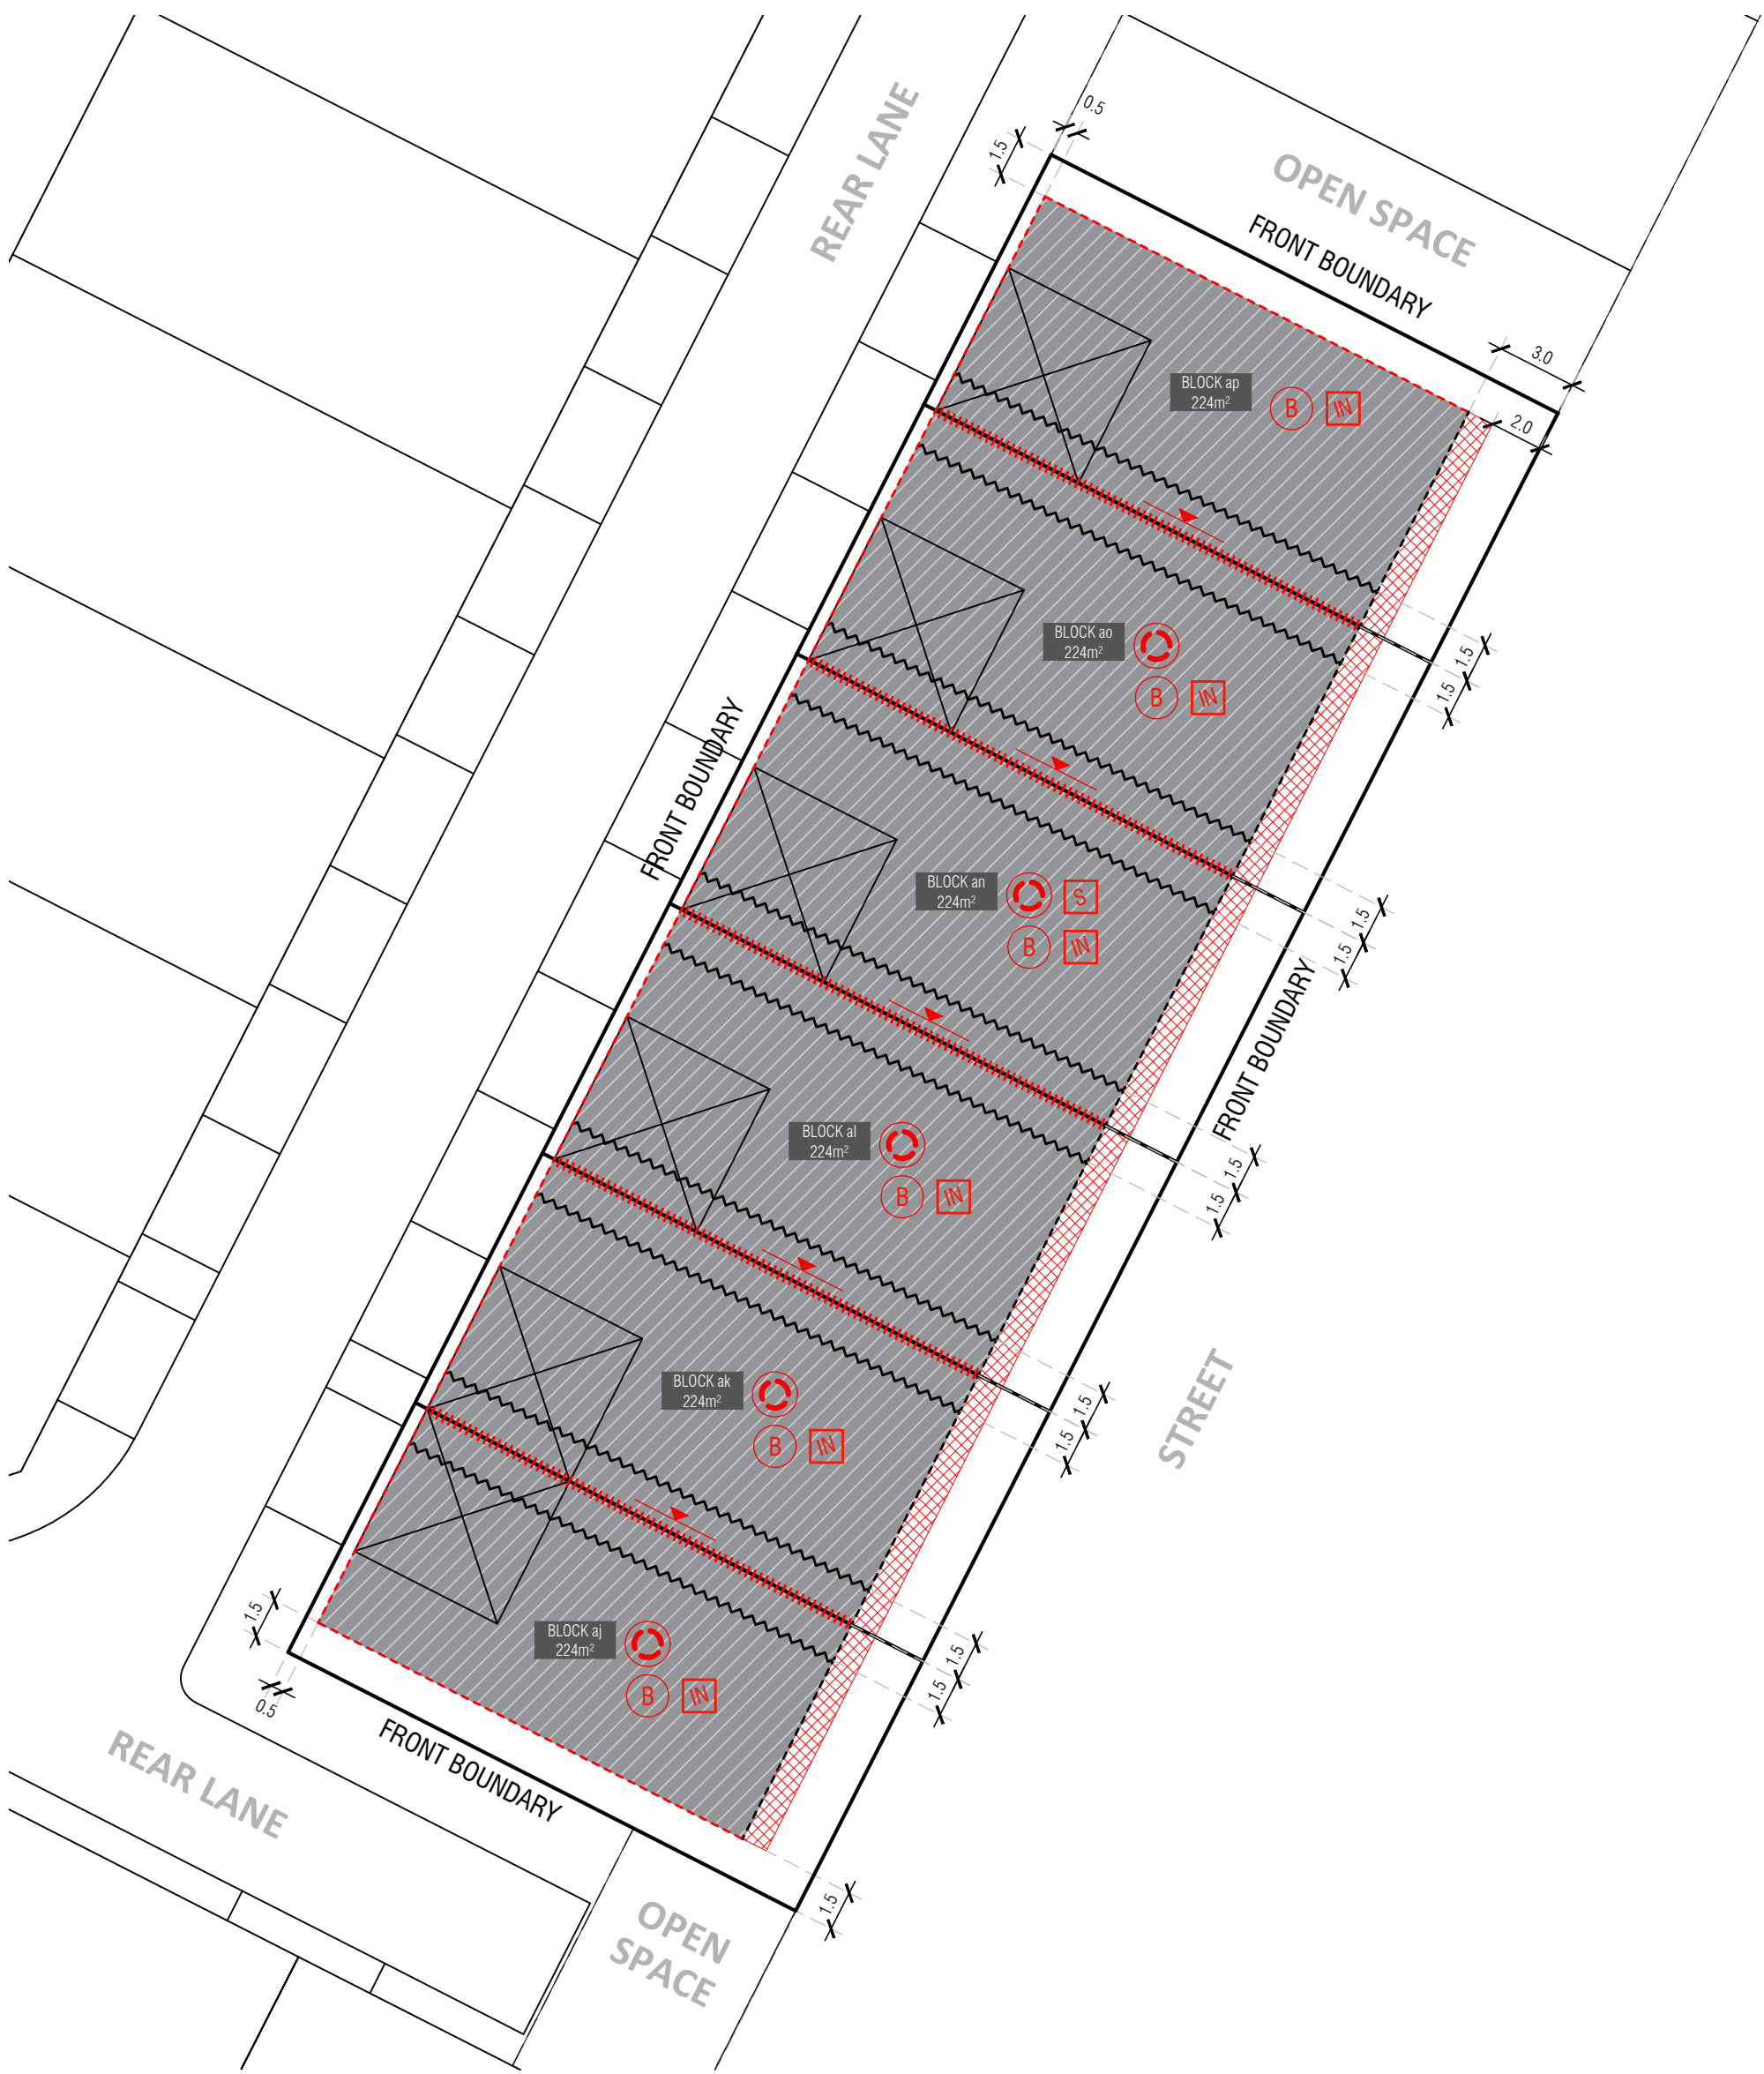 0.5
1.5
REAR LANE
OPEN SPACE
FRONT BOUNDARY
3.0
2.0
BLOCK ap
224m²
B
IN
1.5
1.5
BLOCK ao
224m²
B
IN
FRONT BOUNDARY
BLOCK an
224m²
S
B
IN
1.5
1.5
FRONT BOUNDARY
BLOCK al
224m²
B
IN
1.5
1.5
STREET
BLOCK ak
224m²
B
IN
1.5
1.5
1.5
BLOCK aj
224m²
B
IN
1.5
1.5
0.5
FRONT BOUNDARY
REAR LANE
1.5
OPEN
SPACE